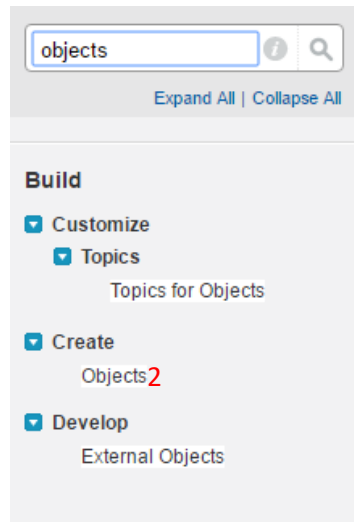 objects
Expand All | Collapse All
Build
Customize
Topics
Topics for Objects
Create
Objects2
Develop
External Objects